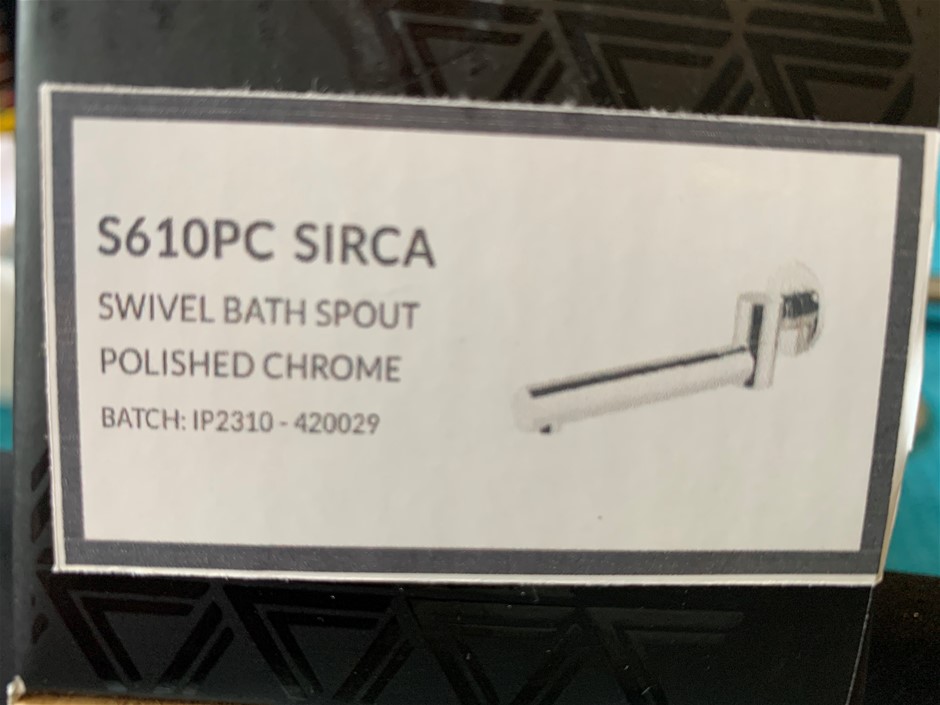 S610PC SIRCA
SWIVEL BATH SPOUT
POLISHED CHROME
BATCH: IP2310 - 420029